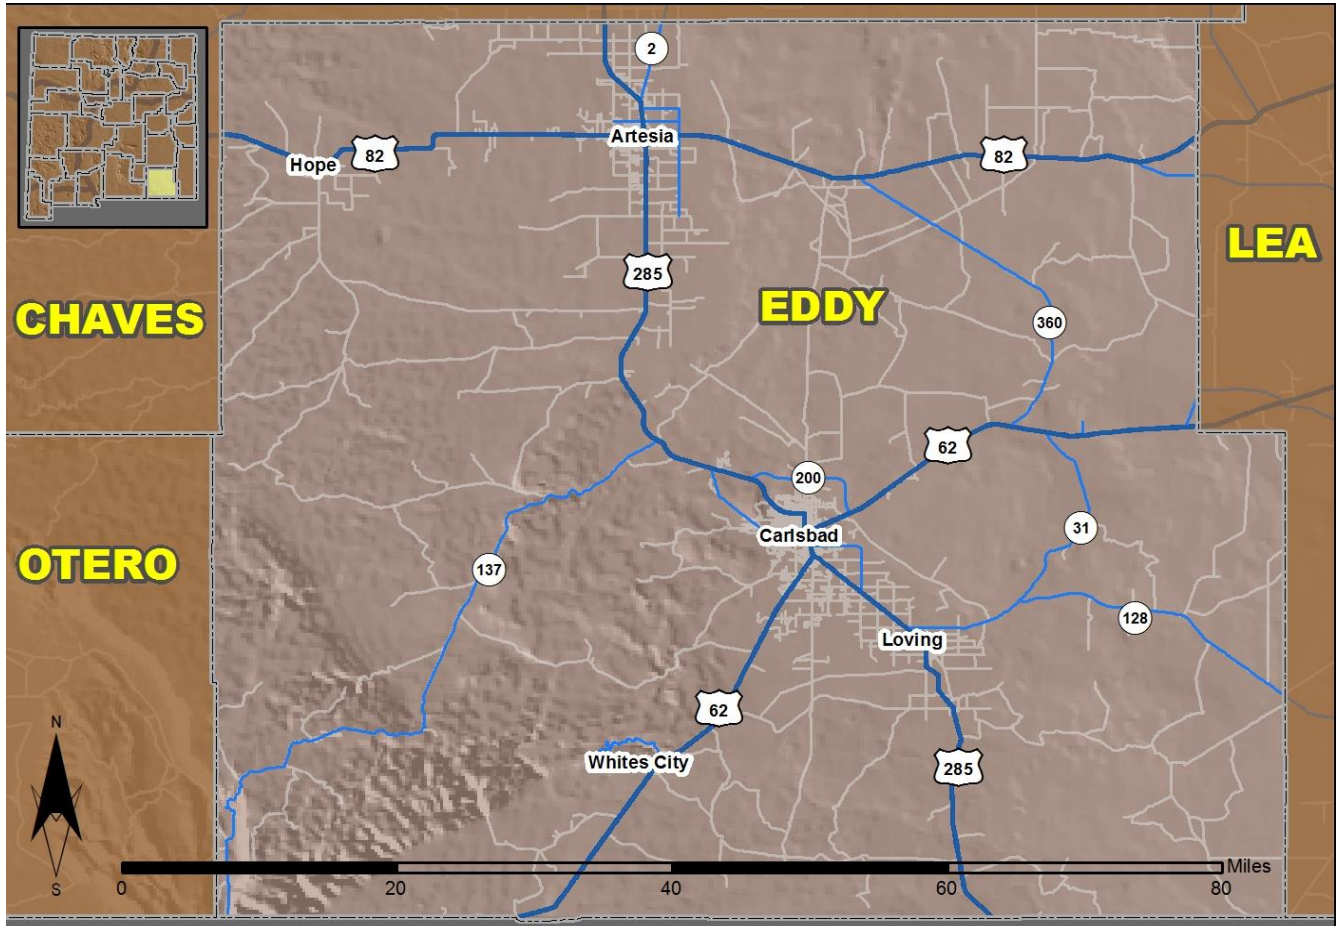 2
Artesia
82
Hope
82
LEA
285
EDDY
CHAVES
360
62
200
31
Carlsbad
OTERO
137
128
Loving
62
N
Whites City
285
S
Miles
0
20
40
60
80